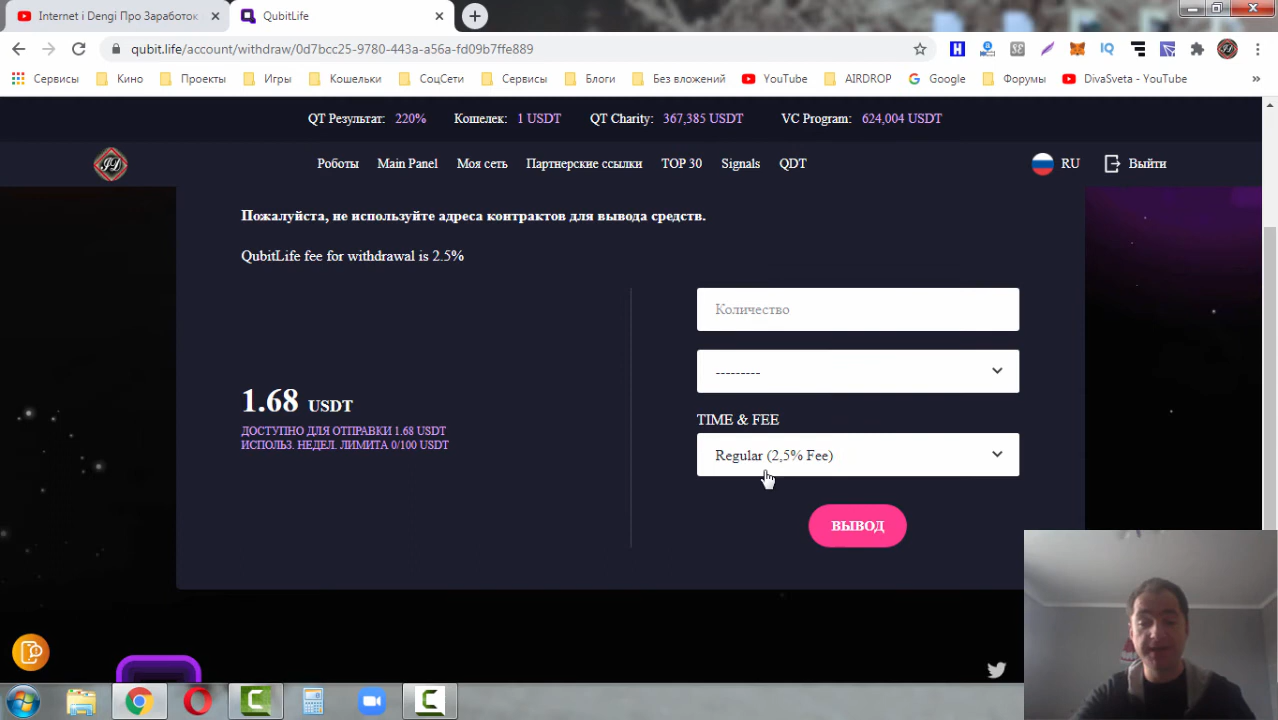 Internet i Dengi Про Заработок
QubitLife
qubit.life/account/withdraw/0d7bcc25-9780-443a-a56a-fd09b7ffe889
Сервисы
Кино
Проекты
Игры
Кошельки
СоцСети
Сервисы
Блоги
Без вложений
YouTube
AIRDROP
Google
Форумы
DivaSveta - YouTube
QT Результат: 220%
Кошелек: 1 USDT
QT Charity: 367,385 USDT
VC Program: 624,004 USDT
Роботы
Main Panel
Моя сеть
Партнерские ссылки
TOP 30
Signals
QDT
RU
Выйти
Пожалуйста, не используйте адреса контрактов для вывода средств.
QubitLife fee for withdrawal is 2.5%
Количество
---------
1.68 USDT
ДОСТУПНО ДЛЯ ОТПРАВКИ 1.68 USDT
ИСПОЛЬЗ. НЕДЕЛ. ЛИМИТА 0/100 USDT
TIME & FEE
Regular (2,5% Fee)
ВЫВОД